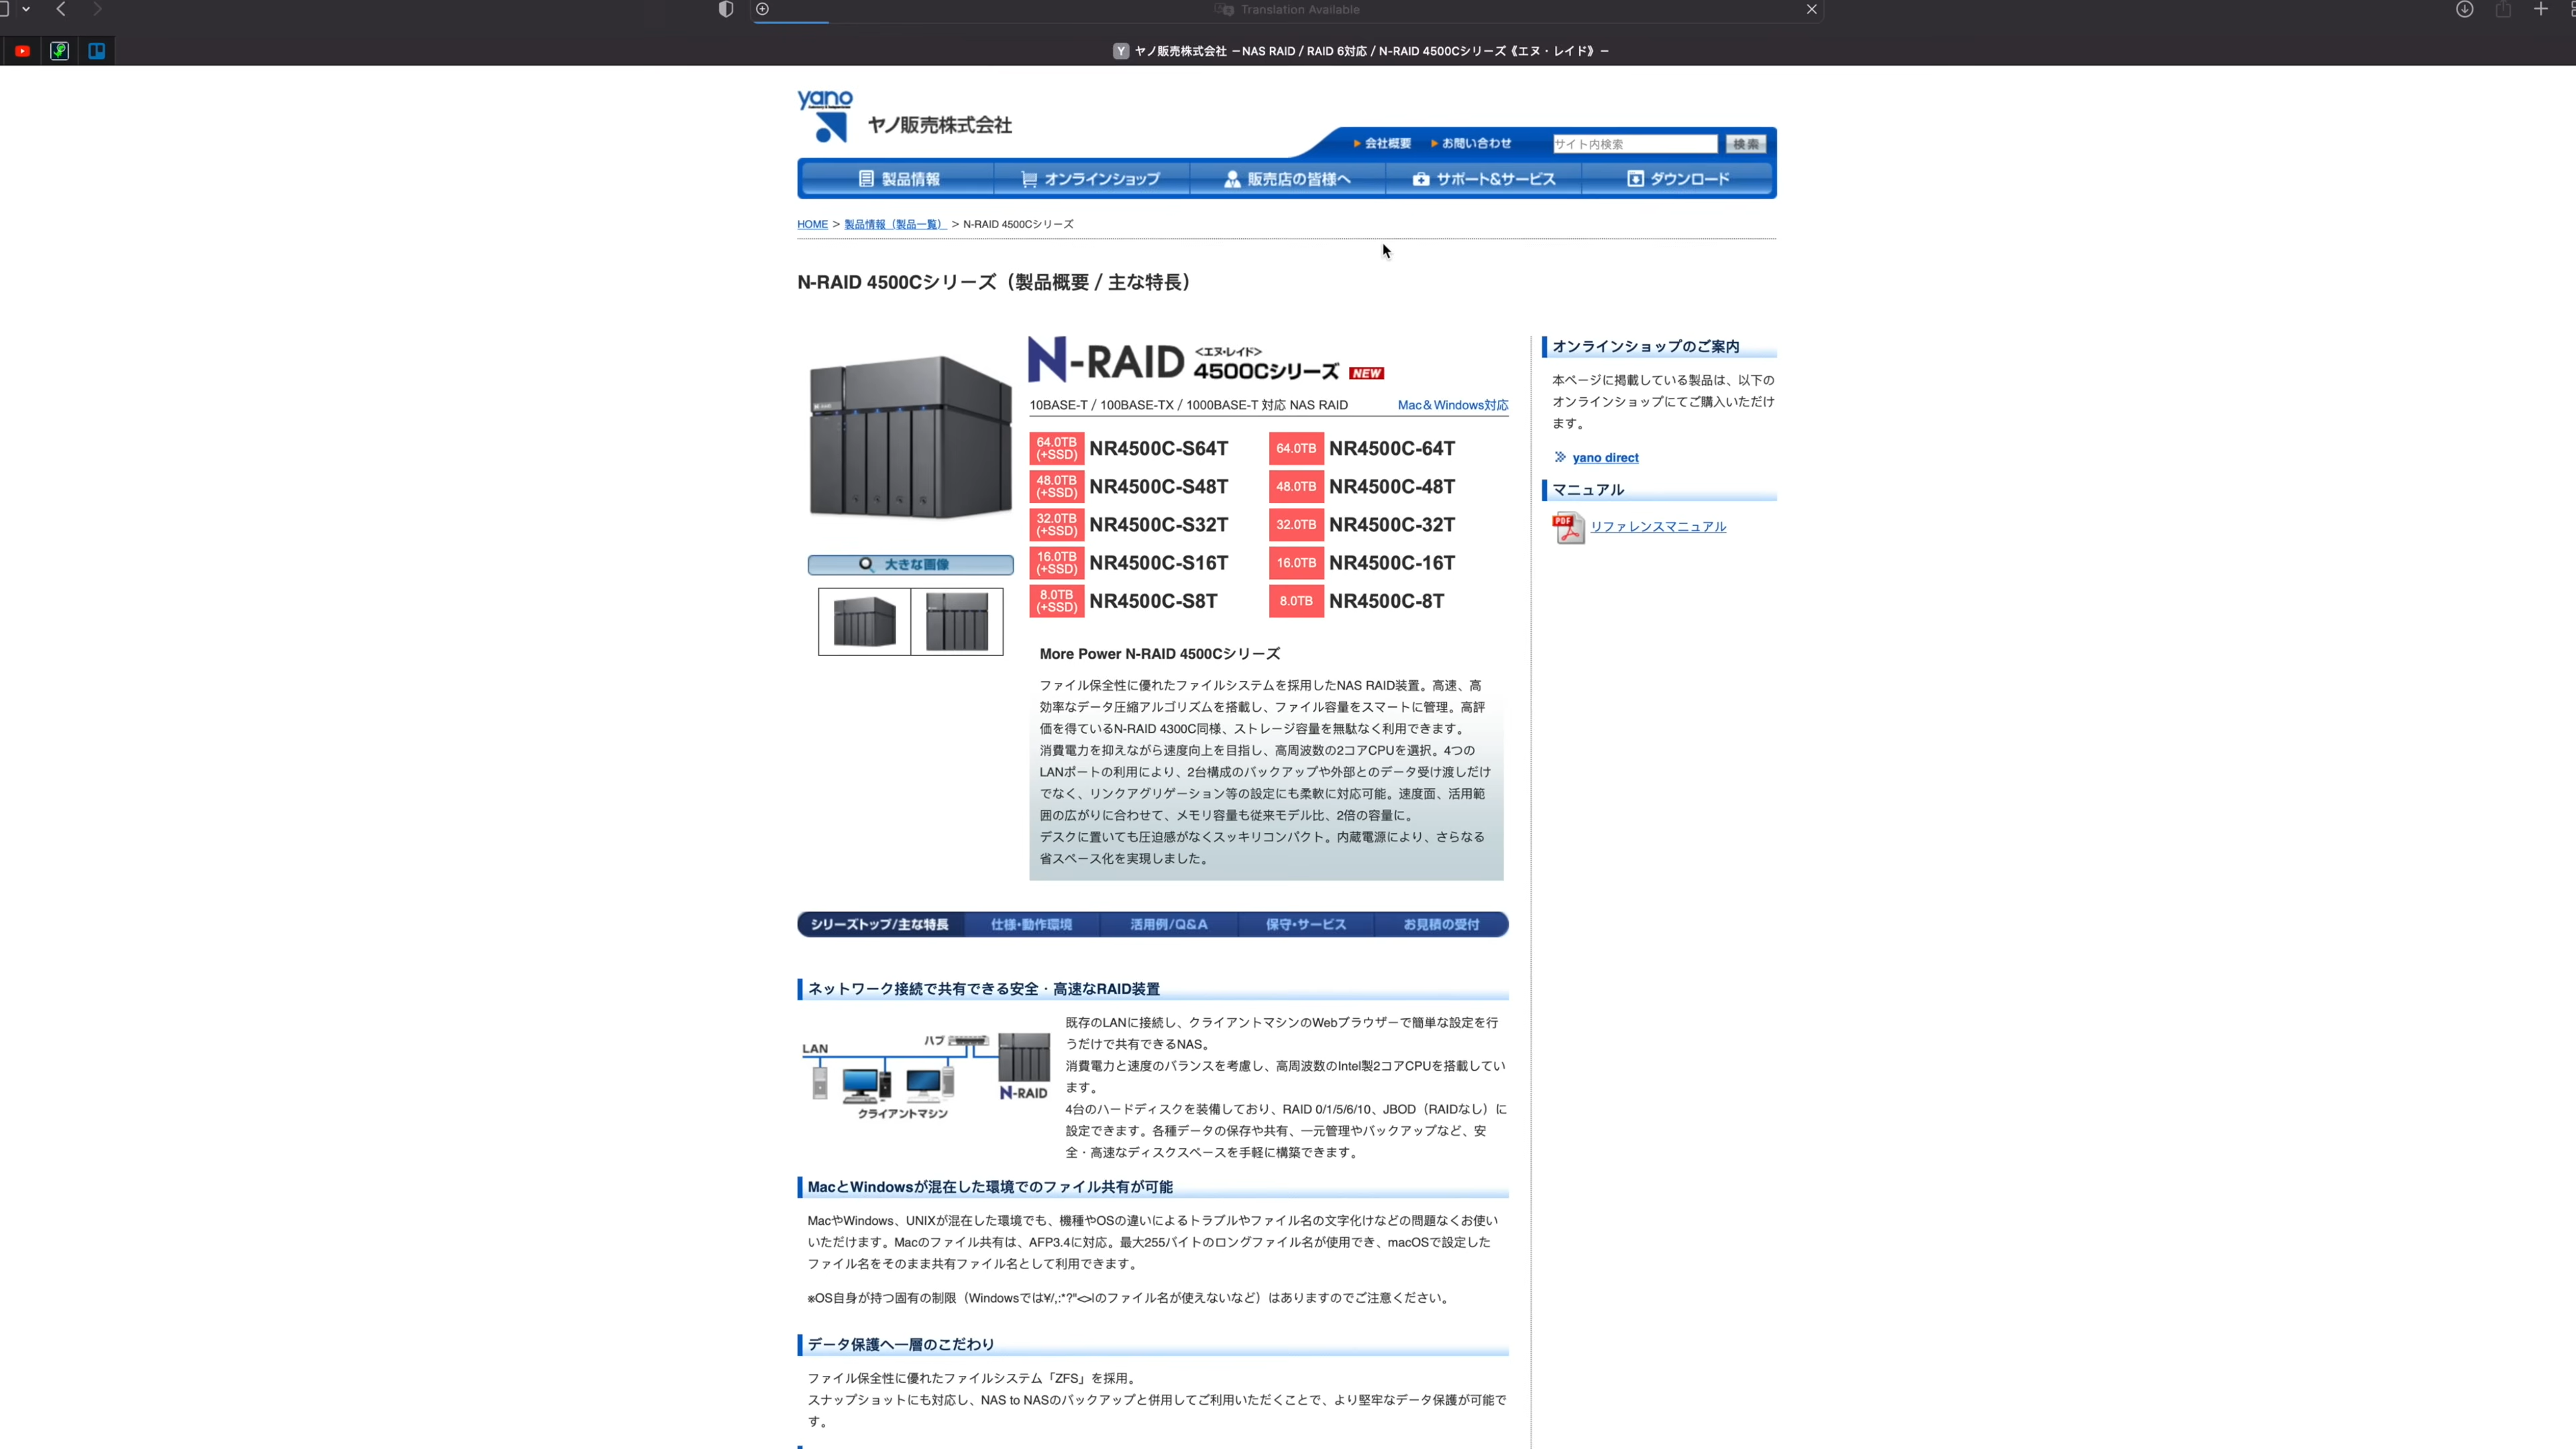 Translation Available
Y ヤノ販売株式会社 －NAS RAID / RAID 6対応 / N-RAID 4500Cシリーズ《エヌ・レイド》－
yano
ヤノ販売株式会社
会社概要 お問い合わせ サイト内検索 検索
製品情報 オンラインショップ 販売店の皆様へ サポート&サービス ダウンロード
HOME > 製品情報（製品一覧） > N-RAID 4500Cシリーズ
N-RAID 4500Cシリーズ（製品概要 / 主な特長）
N-RAID <エヌ・レイド> 4500Cシリーズ NEW
10BASE-T / 100BASE-TX / 1000BASE-T 対応 NAS RAID Mac＆Windows対応
64.0TB (+SSD) NR4500C-S64T 64.0TB NR4500C-64T
48.0TB (+SSD) NR4500C-S48T 48.0TB NR4500C-48T
32.0TB (+SSD) NR4500C-S32T 32.0TB NR4500C-32T
16.0TB (+SSD) NR4500C-S16T 16.0TB NR4500C-16T
8.0TB (+SSD) NR4500C-S8T 8.0TB NR4500C-8T
大きな画像
More Power N-RAID 4500Cシリーズ
ファイル保全性に優れたファイルシステムを採用したNAS RAID装置。高速、高
効率なデータ圧縮アルゴリズムを搭載し、ファイル容量をスマートに管理。高評
価を得ているN-RAID 4300C同様、ストレージ容量を無駄なく利用できます。
消費電力を抑えながら速度向上を目指し、高周波数の2コアCPUを選択。4つの
LANポートの利用により、2台構成のバックアップや外部とのデータ受け渡しだけ
でなく、リンクアグリゲーション等の設定にも柔軟に対応可能。速度面、活用範
囲の広がりに合わせて、メモリ容量も従来モデル比、2倍の容量に。
デスクに置いても圧迫感がなくスッキリコンパクト。内蔵電源により、さらなる
省スペース化を実現しました。
オンラインショップのご案内
本ページに掲載している製品は、以下の
オンラインショップにてご購入いただけ
ます。
yano direct
マニュアル
PDF リファレンスマニュアル
シリーズトップ/主な特長 仕様・動作環境 活用例/Q&A 保守・サービス お見積の受付
ネットワーク接続で共有できる安全・高速なRAID装置
LAN
ハブ
N-RAID
クライアントマシン
既存のLANに接続し、クライアントマシンのWebブラウザーで簡単な設定を行
うだけで共有できるNAS。
消費電力と速度のバランスを考慮し、高周波数のIntel製2コアCPUを搭載してい
ます。
4台のハードディスクを装備しており、RAID 0/1/5/6/10、JBOD（RAIDなし）に
設定できます。各種データの保存や共有、一元管理やバックアップなど、安
全・高速なディスクスペースを手軽に構築できます。
MacとWindowsが混在した環境でのファイル共有が可能
MacやWindows、UNIXが混在した環境でも、機種やOSの違いによるトラブルやファイル名の文字化けなどの問題なくお使い
いただけます。Macのファイル共有は、AFP3.4に対応。最大255バイトのロングファイル名が使用でき、macOSで設定した
ファイル名をそのまま共有ファイル名として利用できます。
※OS自身が持つ固有の制限（Windowsでは¥/,:*?"<>|のファイル名が使えないなど）はありますのでご注意ください。
データ保護へ一層のこだわり
ファイル保全性に優れたファイルシステム「ZFS」を採用。
スナップショットにも対応し、NAS to NASのバックアップと併用してご利用いただくことで、より堅牢なデータ保護が可能で
す。